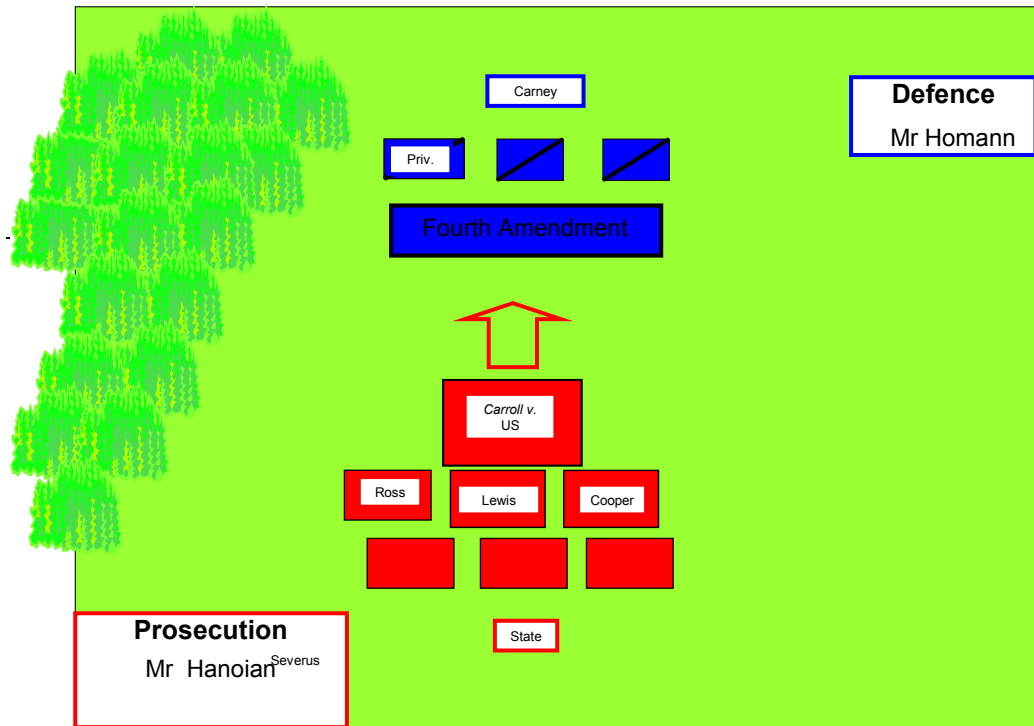 Carney
Defence
Mr Homann
Priv.
Fourth Amendment
Carroll v.
US
Ross
Lewis
Cooper
State
Prosecution
Mr Hanoian Severus